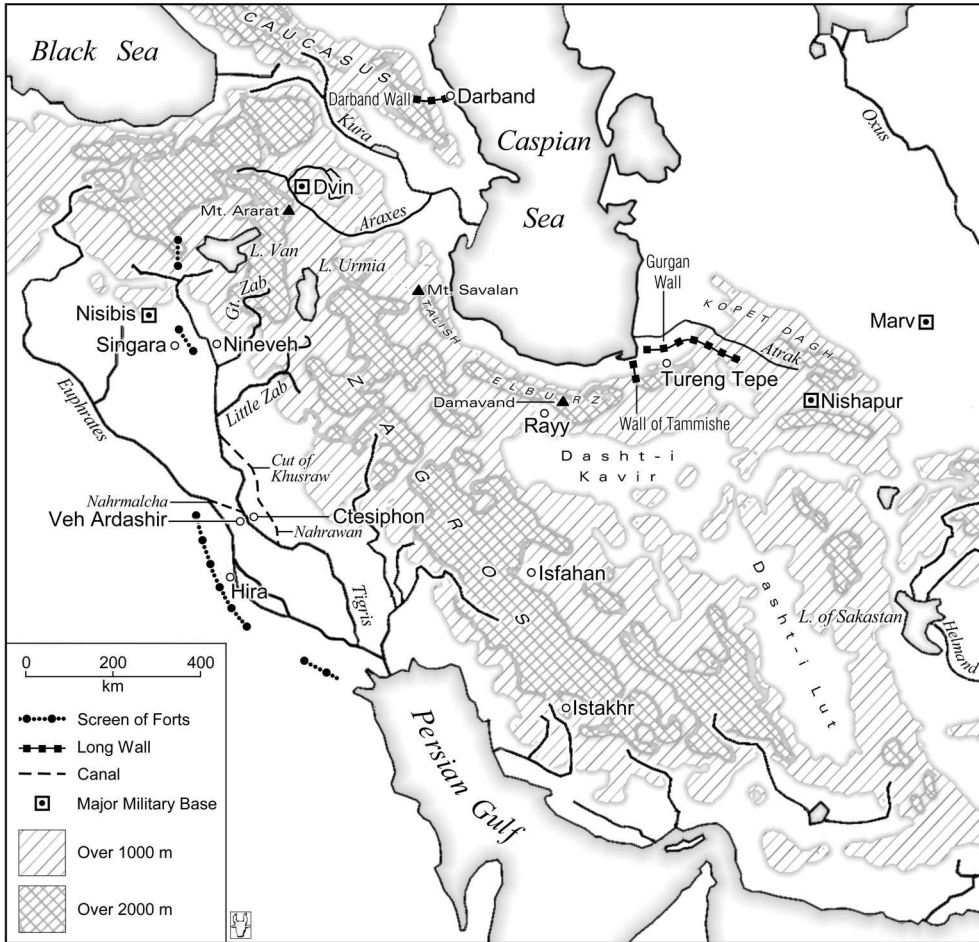 Black Sea
CAUCASUS
Darband Wall
Darband
Kura
Caspian
Sea
Oxus
Dvin
Mt. Ararat
Araxes
L. Van
L. Urmia
Gt. Zab
Mt. Savalan
TALISH
Gurgan
Wall
KOPET DAGH
Marv
Atrak
Nisibis
Singara
Nineveh
Little Zab
Euphrates
ZAGROS
ELBURZ
Damavand
Rayy
Tureng Tepe
Wall of Tammishe
Nishapur
Dasht-i
Kavir
Cut of
Khusraw
Nahrmalcha
Veh Ardashir
Ctesiphon
Nahrawan
Hira
Tigris
Isfahan
Dasht-i Lut
L. of Sakastan
Helmand
Istakhr
Persian Gulf
0 200 400
km
Screen of Forts
Long Wall
Canal
Major Military Base
Over 1000 m
Over 2000 m